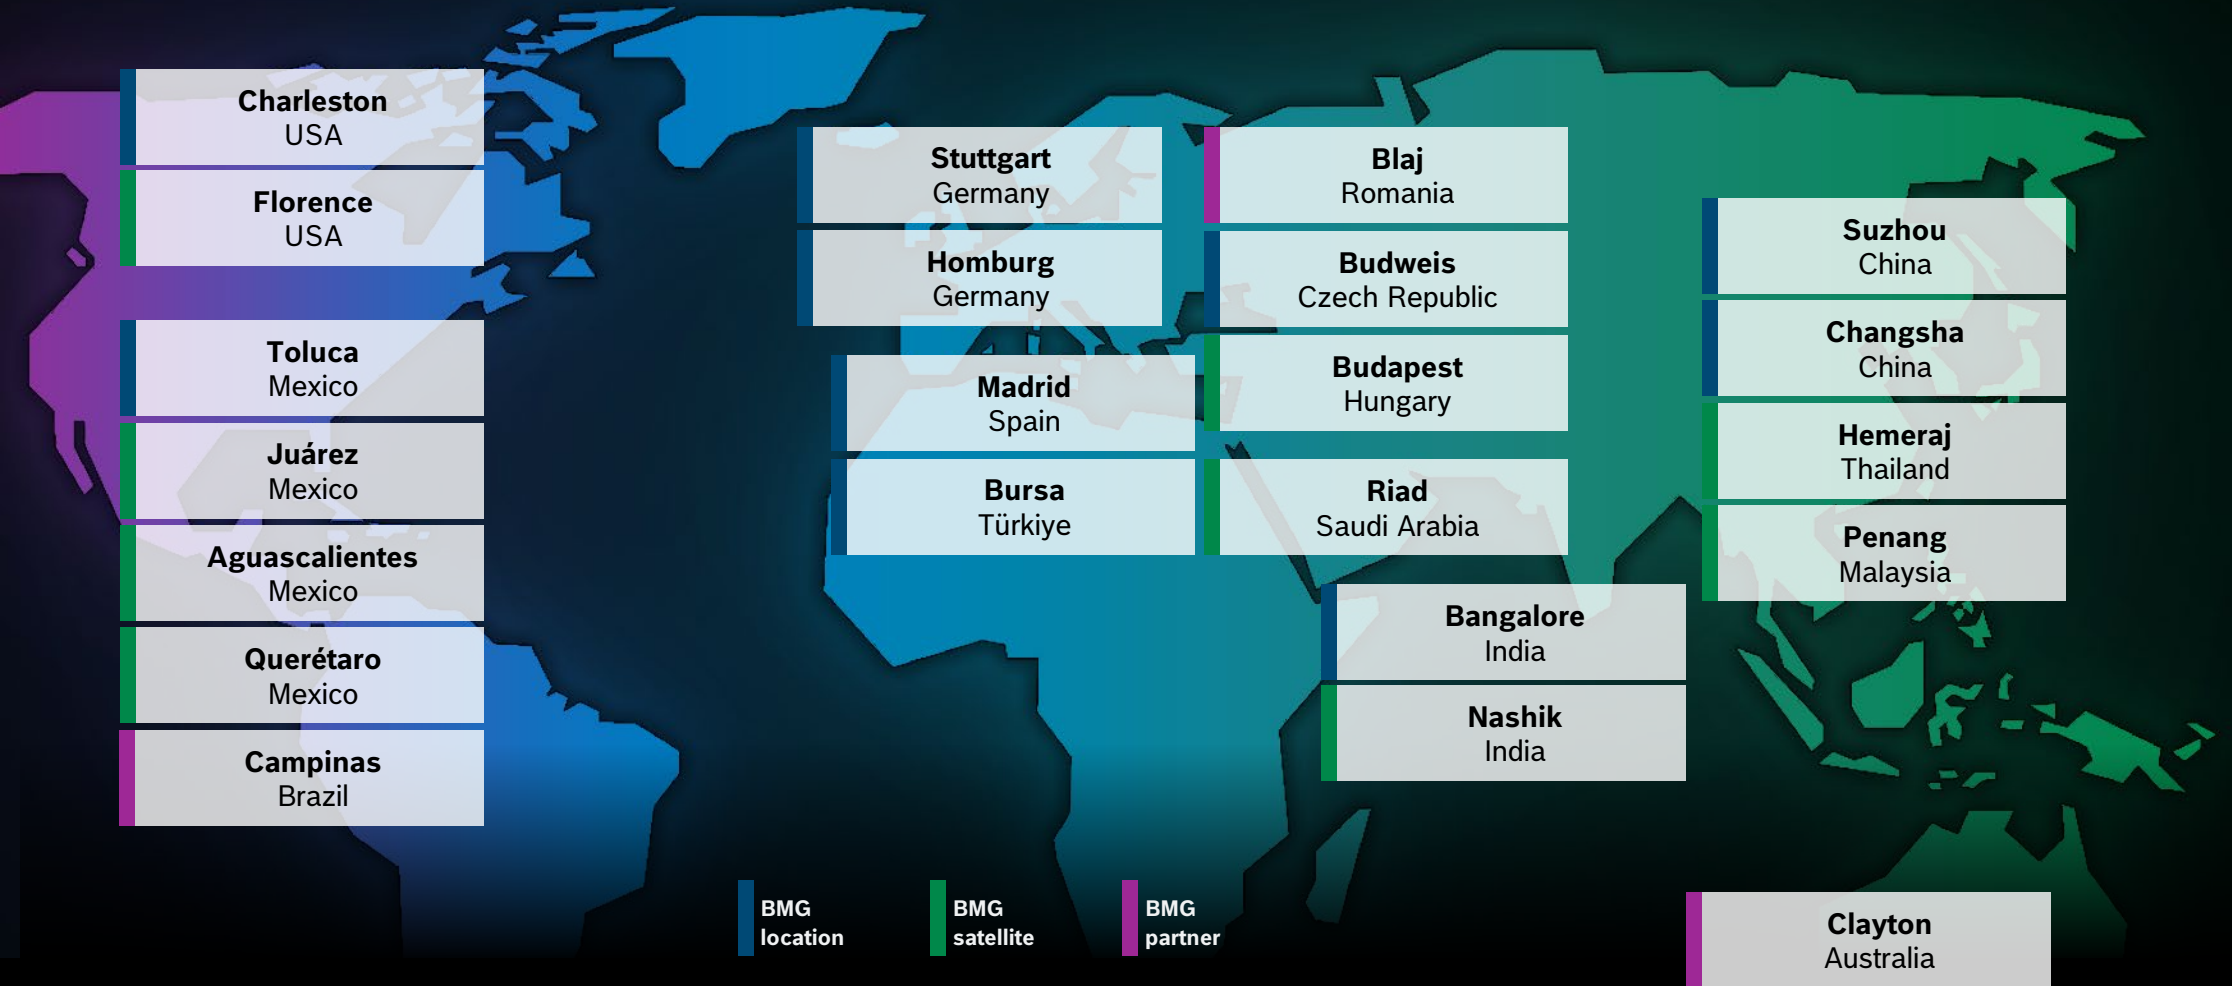 Charleston
USA
Florence
USA
Toluca
Mexico
Juárez
Mexico
Aguascalientes
Mexico
Querétaro
Mexico
Campinas
Brazil
Stuttgart
Germany
Homburg
Germany
Madrid
Spain
Bursa
Türkiye
Blaj
Romania
Budweis
Czech Republic
Budapest
Hungary
Riad
Saudi Arabia
Bangalore
India
Nashik
India
Suzhou
China
Changsha
China
Hemeraj
Thailand
Penang
Malaysia
Clayton
Australia
BMG
location
BMG
satellite
BMG
partner